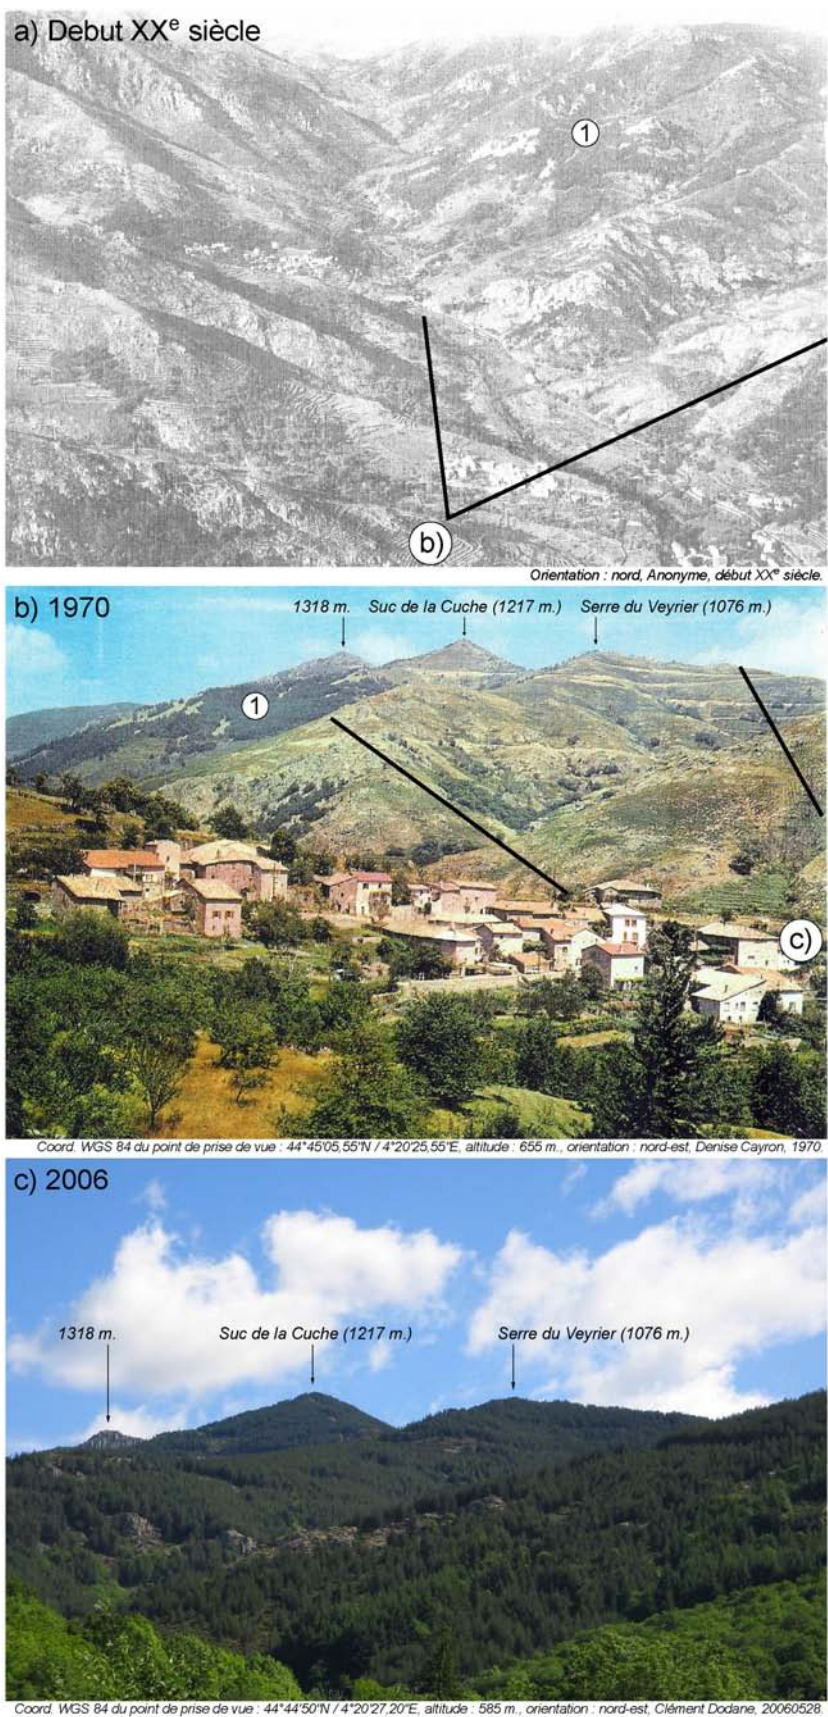 a) Debut XXe siècle
1
b)
Orientation : nord, Anonyme, début XXe siècle.
b) 1970
1318 m.
Suc de la Cuche (1217 m.)
Serre du Veyrier (1076 m.)
1
c)
Coord. WGS 84 du point de prise de vue : 44°45'05,55"N / 4°20'25,55"E, altitude : 655 m., orientation : nord-est, Denise Cayron, 1970.
c) 2006
1318 m.
Suc de la Cuche (1217 m.)
Serre du Veyrier (1076 m.)
Coord. WGS 84 du point de prise de vue : 44°44'50"N / 4°20'27,20"E, altitude : 585 m., orientation : nord-est, Clément Dodane, 20060528.